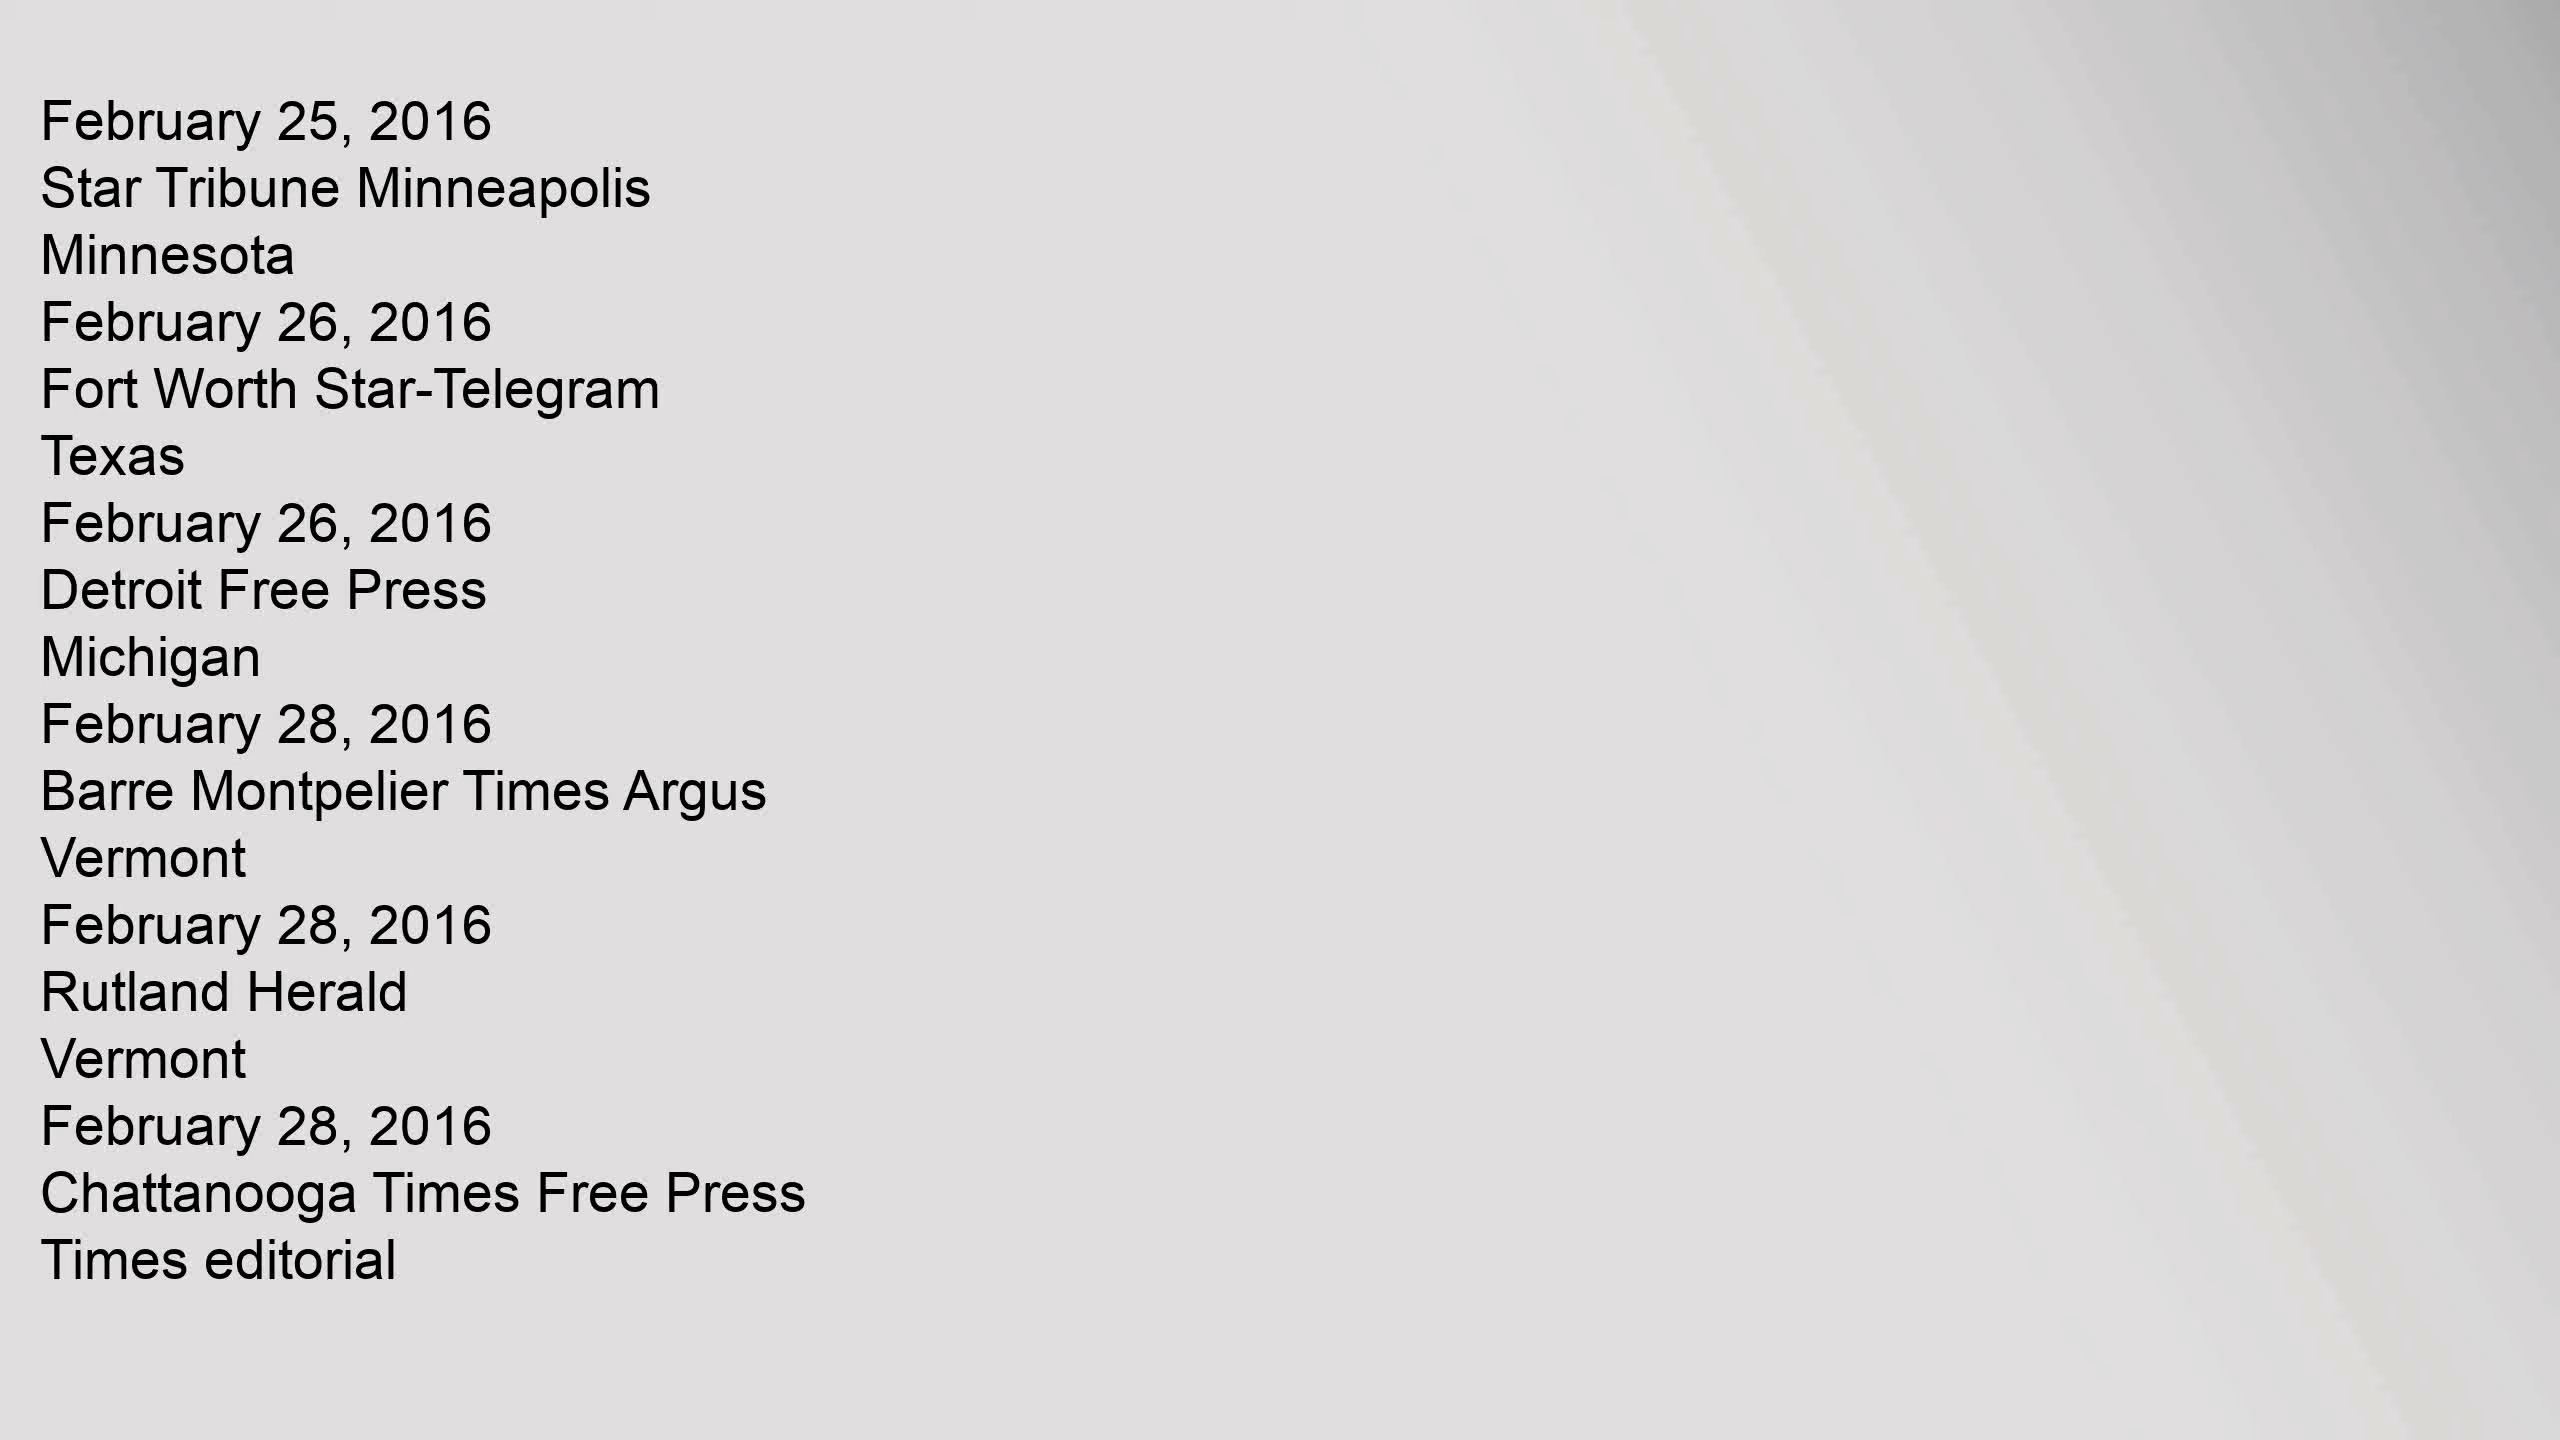 February 25, 2016
Star Tribune Minneapolis
Minnesota
February 26, 2016
Fort Worth Star-Telegram
Texas
February 26, 2016
Detroit Free Press
Michigan
February 28, 2016
Barre Montpelier Times Argus
Vermont
February 28, 2016
Rutland Herald
Vermont
February 28, 2016
Chattanooga Times Free Press
Times editorial